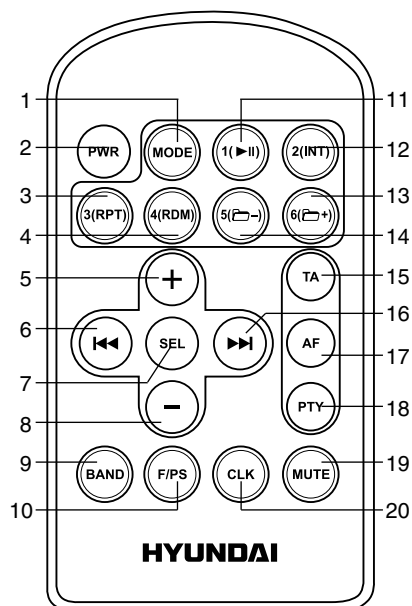 1
11
2
PWR
MODE
1(▶II)
2(INT)
12
3
3(RPT)
4(RDM)
5(🗀−)
6(🗀+)
13
4
14
5
+
TA
15
6
⏮
SEL
⏭
16
AF
7
17
8
−
PTY
18
9
BAND
F/PS
CLK
MUTE
19
10
20
HYUNDAI